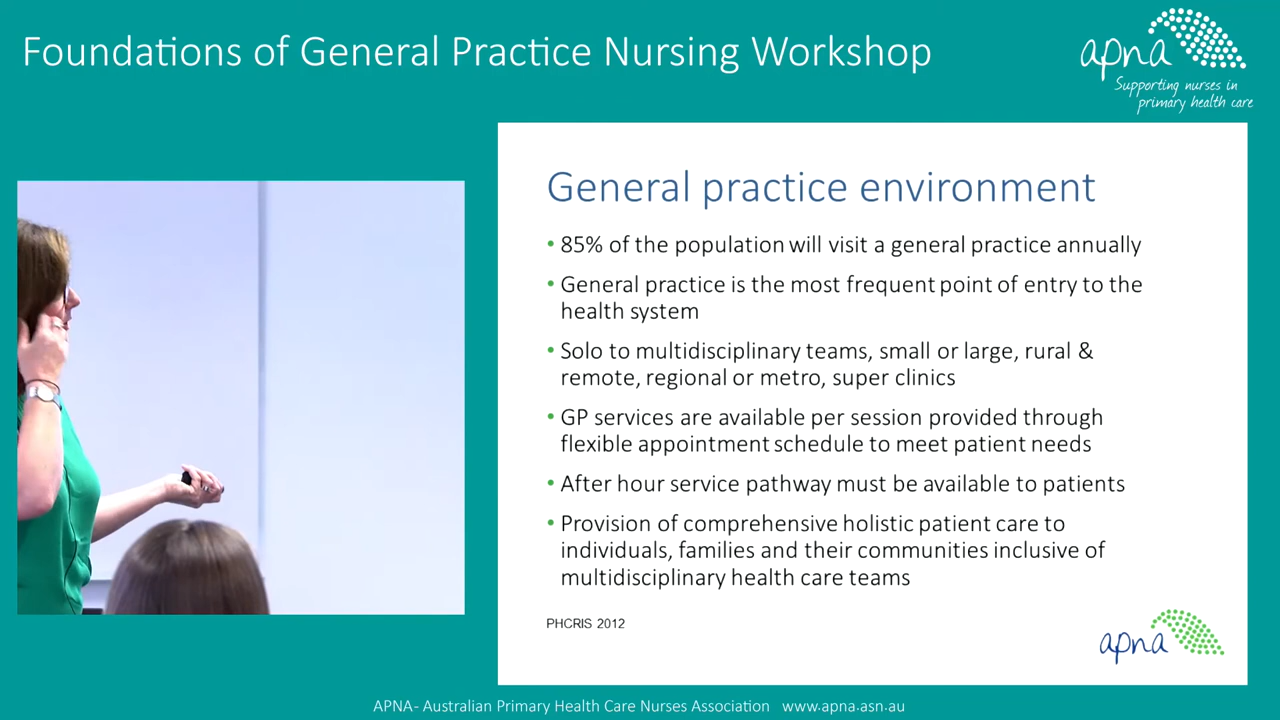 Foundations of General Practice Nursing Workshop
apna
Supporting nurses in
primary health care
General practice environment
• 85% of the population will visit a general practice annually
• General practice is the most frequent point of entry to the
health system
• Solo to multidisciplinary teams, small or large, rural &
remote, regional or metro, super clinics
• GP services are available per session provided through
flexible appointment schedule to meet patient needs
• After hour service pathway must be available to patients
• Provision of comprehensive holistic patient care to
individuals, families and their communities inclusive of
multidisciplinary health care teams
PHCRIS 2012
apna
APNA- Australian Primary Health Care Nurses Association www.apna.asn.au